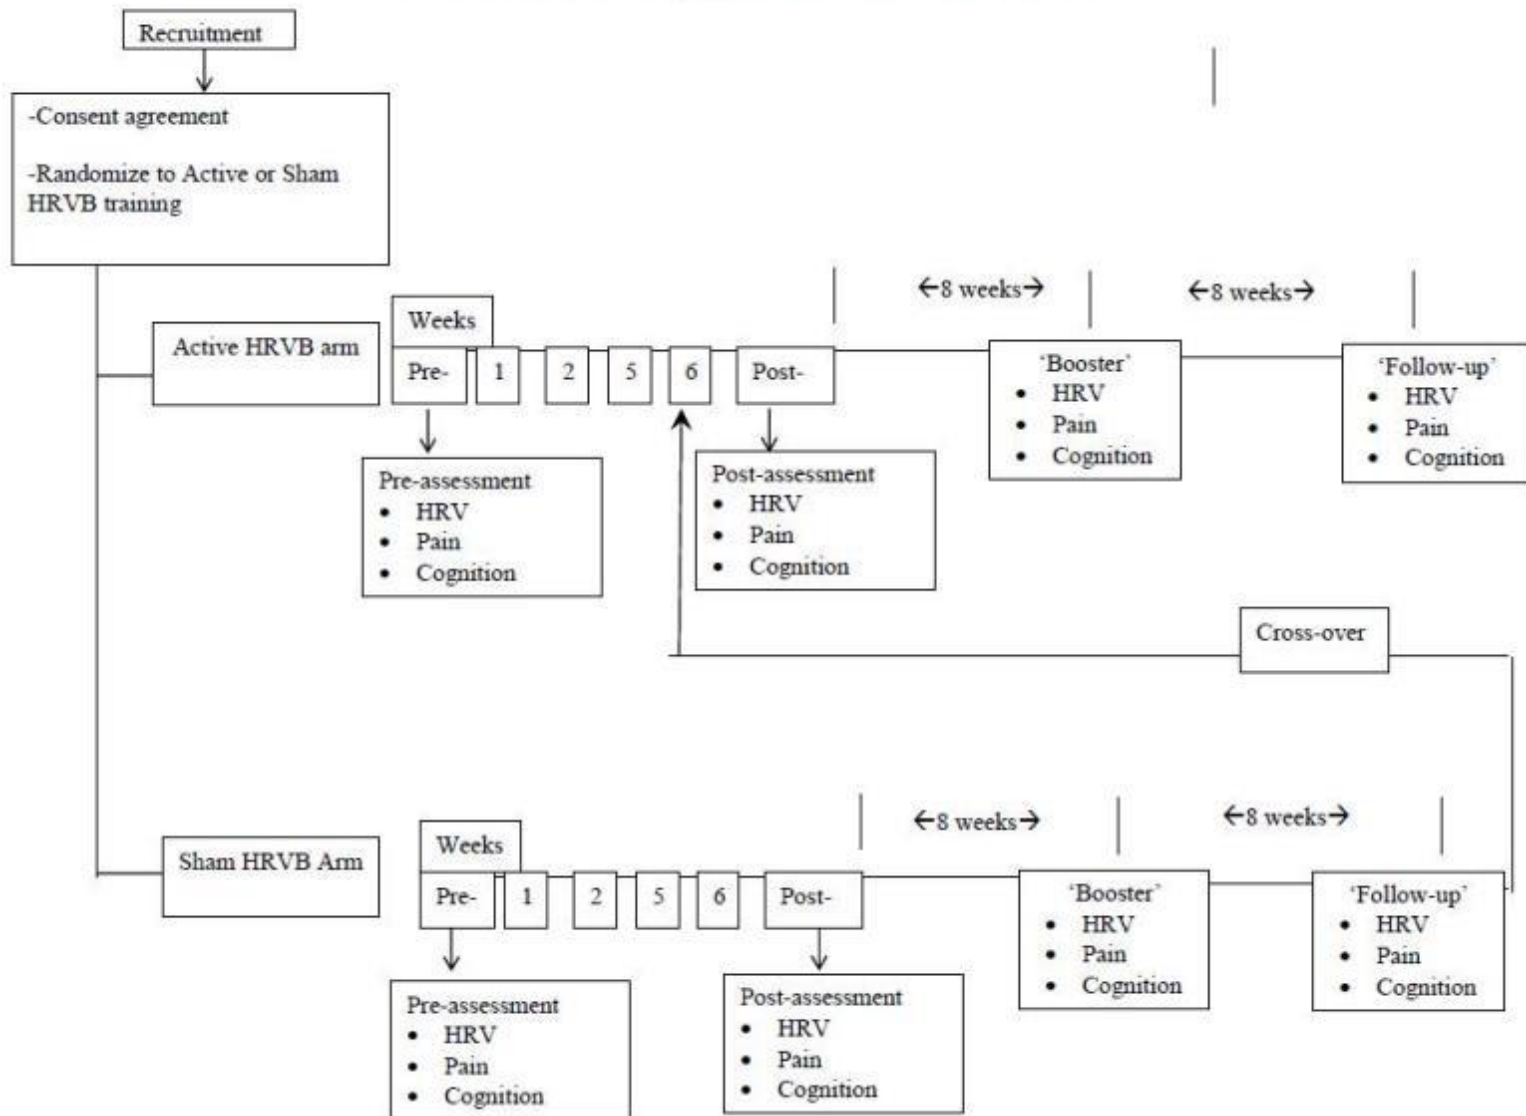 Recruitment
-Consent agreement
-Randomize to Active or Sham
HRVB training
←8 weeks→
←8 weeks→
Weeks
Active HRVB arm
Pre-
1
2
5
6
Post-
‘Booster’
• HRV
• Pain
• Cognition
‘Follow-up’
• HRV
• Pain
• Cognition
Pre-assessment
• HRV
• Pain
• Cognition
Post-assessment
• HRV
• Pain
• Cognition
Cross-over
←8 weeks→
←8 weeks→
Weeks
Sham HRVB Arm
Pre-
1
2
5
6
Post-
‘Booster’
• HRV
• Pain
• Cognition
‘Follow-up’
• HRV
• Pain
• Cognition
Pre-assessment
• HRV
• Pain
• Cognition
Post-assessment
• HRV
• Pain
• Cognition